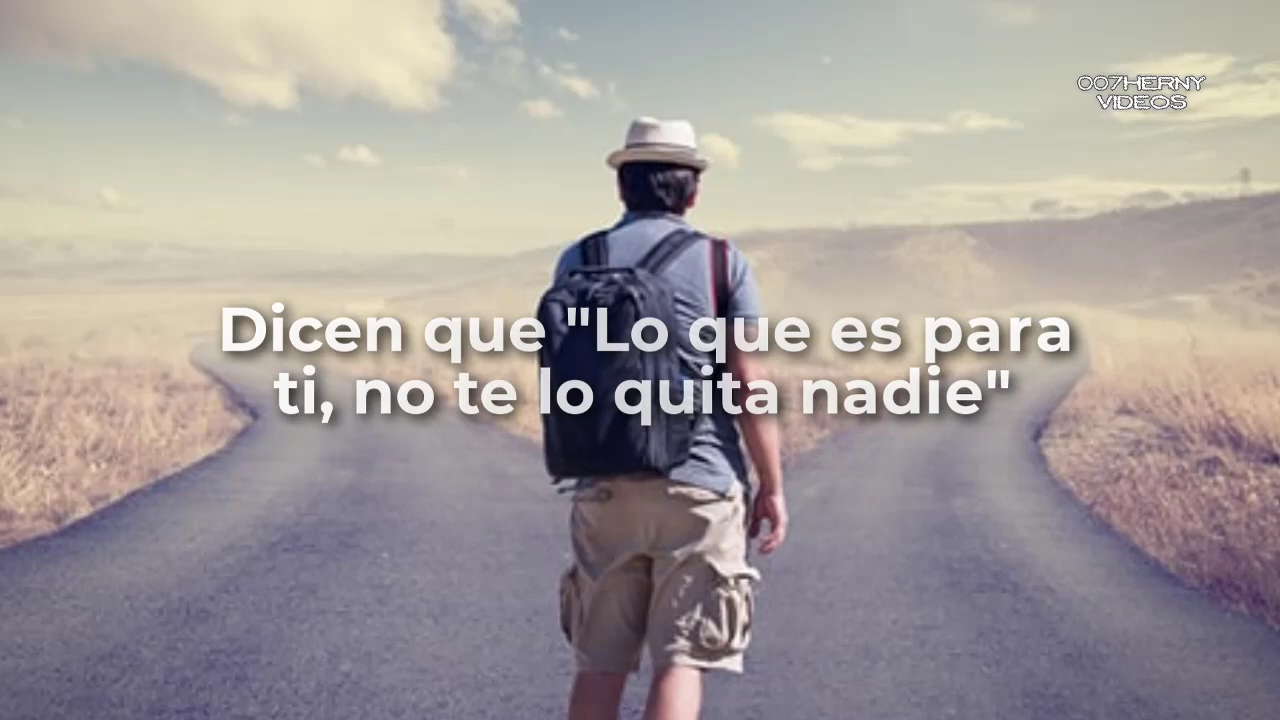 007HERNY
VIDEOS
Dicen que "Lo que es para
ti, no te lo quita nadie"